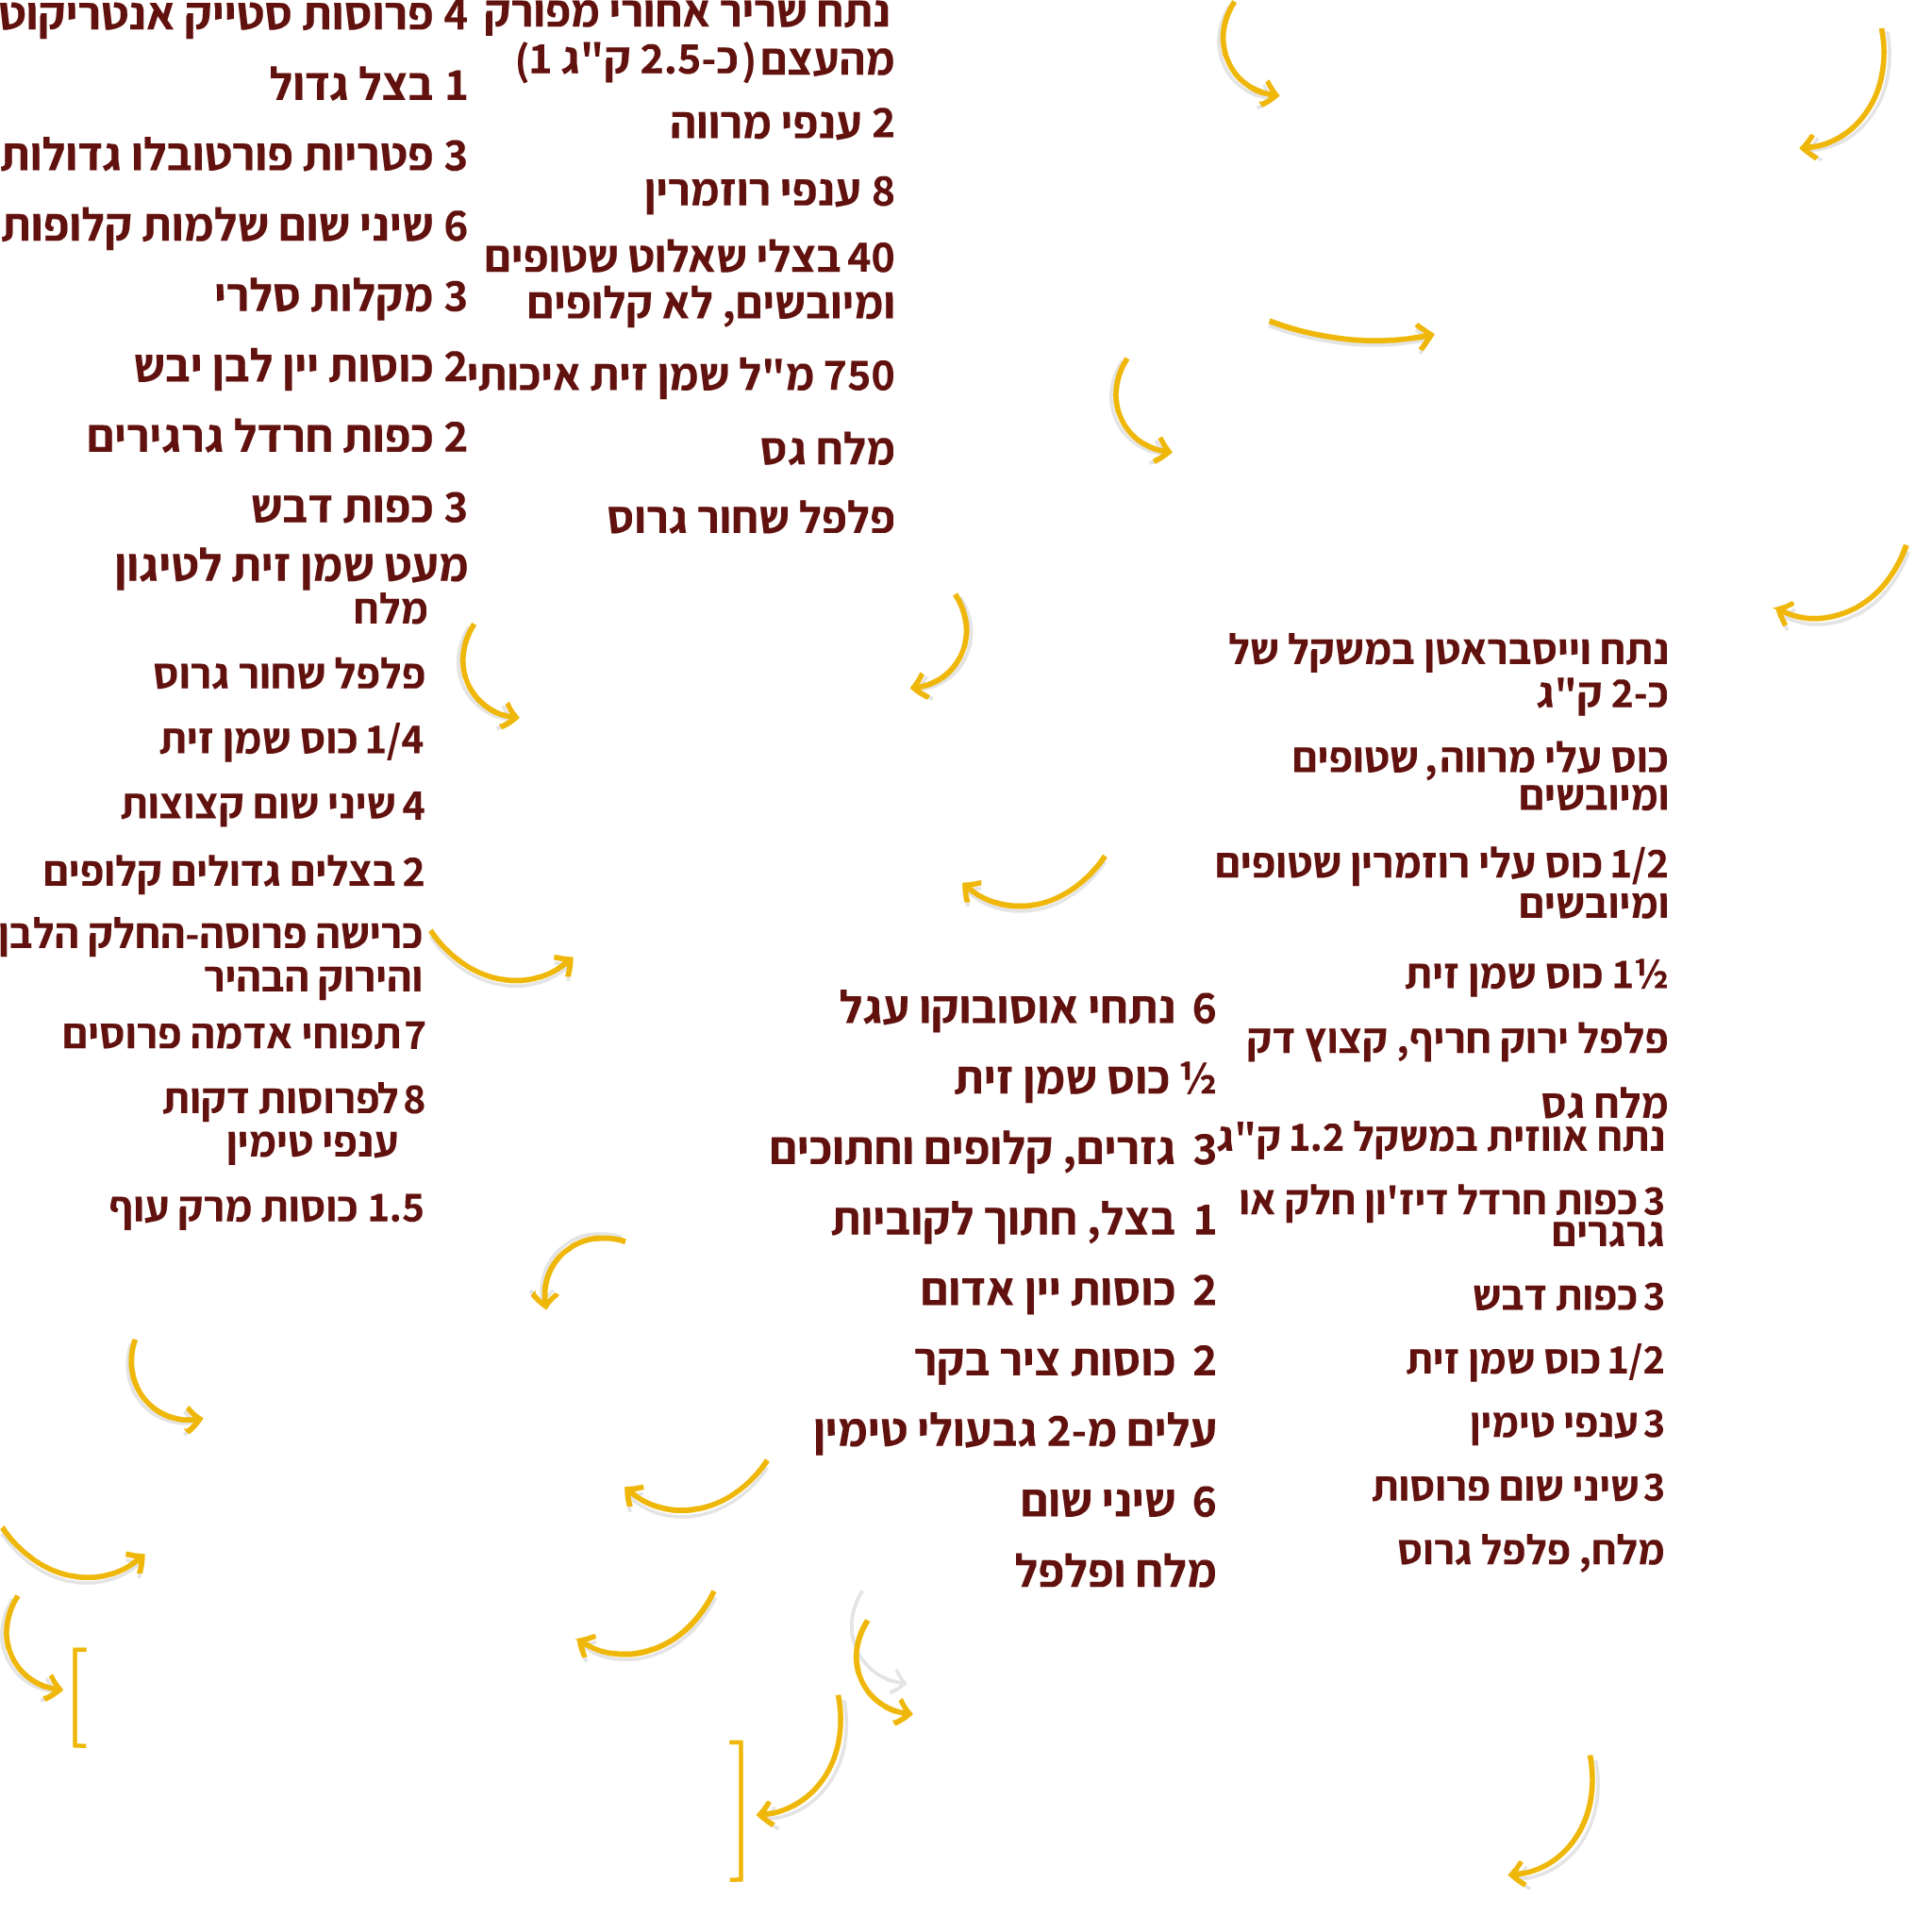 נתח שריר אחורי מפורק
מהעצם (כ-2.5 ק"ג 1)
2 ענפי מרווה
8 ענפי רוזמרין
40 בצלי שאלוט שטופים
ומיובשים, לא קלופים
750 מ"ל שמן זית איכותי
מלח גס
פלפל שחור גרוס
4 פרוסות סטייק אנטריקוט
1 בצל גדול
3 פטריות פורטובלו גדולות
6 שיני שום שלמות קלופות
3 מקלות סלרי
2 כוסות יין לבן יבש
2 כפות חרדל גרגירים
3 כפות דבש
מעט שמן זית לטיגון
מלח
פלפל שחור גרוס
1/4 כוס שמן זית
4 שיני שום קצוצות
2 בצלים גדולים קלופים
כרישה פרוסה-החלק הלבן
והירוק הבהיר
7 תפוחי אדמה פרוסים
8 לפרוסות דקות
ענפי טימין
1.5 כוסות מרק עוף
נתח וייסבראטן במשקל של
כ-2 ק"ג
כוס עלי מרווה, שטופים
ומיובשים
1/2 כוס עלי רוזמרין שטופים
ומיובשים
1½ כוס שמן זית
פלפל ירוק חריף, קצוץ דק
מלח גס
נתח אווזית במשקל 1.2 ק"ג
3 כפות חרדל דיז'ון חלק או
גרגרים
3 כפות דבש
1/2 כוס שמן זית
3 ענפי טימין
3 שיני שום פרוסות
מלח, פלפל גרוס
6 נתחי אוסובוקו עגל
½ כוס שמן זית
3 גזרים, קלופים וחתוכים
1 בצל, חתוך לקוביות
2 כוסות יין אדום
2 כוסות ציר בקר
עלים מ-2 גבעולי טימין
6 שיני שום
מלח ופלפל